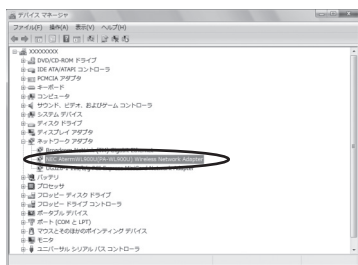 デバイス マネージャ
ファイル(F) 操作(A) 表示(V) ヘルプ(H)
XXXXXXXX
DVD/CD-ROM ドライブ
IDE ATA/ATAPI コントローラ
PCMCIA アダプタ
キーボード
コンピュータ
サウンド、ビデオ、およびゲーム コントローラ
システム デバイス
ディスク ドライブ
ディスプレイ アダプタ
ネットワーク アダプタ
NEC AtermWL900U(PA-WL900U) Wireless Network Adapter
バッテリ
プロセッサ
フロッピー ディスク ドライブ
フロッピー ドライブ コントローラ
ポータブル デバイス
ポート (COM と LPT)
マウスとそのほかのポインティング デバイス
モニタ
ユニバーサル シリアル バス コントローラ